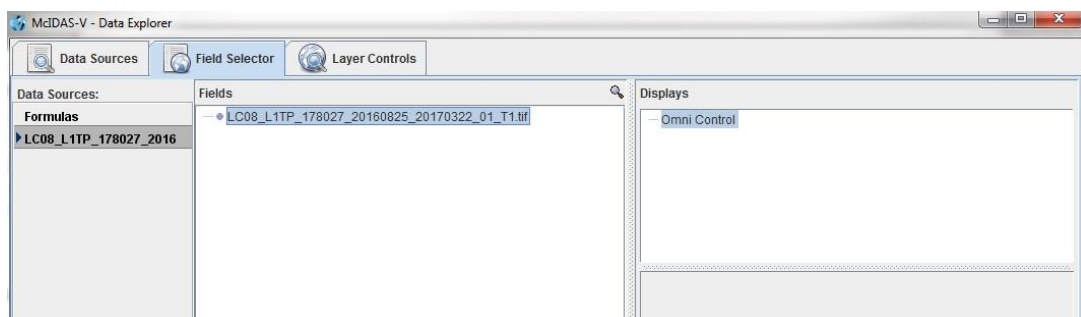 McIDAS-V - Data Explorer
Data Sources
Field Selector
Layer Controls
Data Sources:
Formulas
LC08_L1TP_178027_2016
Fields
LC08_L1TP_178027_20160825_20170322_01_T1.tif
Displays
Omni Control